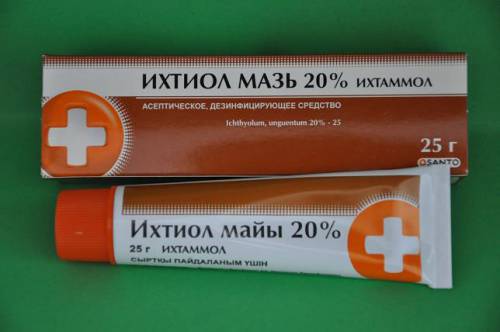 ИХТИОЛ МАЗЬ 20% ИХТАММОЛ
АСЕПТИЧЕСКОЕ, ДЕЗИНФИЦИРУЮЩЕЕ СРЕДСТВО
Ichthyolum, unguentum 20% - 25
25 г
SANTO
Ихтиол майы 20%
25 г ИХТАММОЛ
СЫРТҚЫ ПАЙДАЛАНЫМ ҮШІН